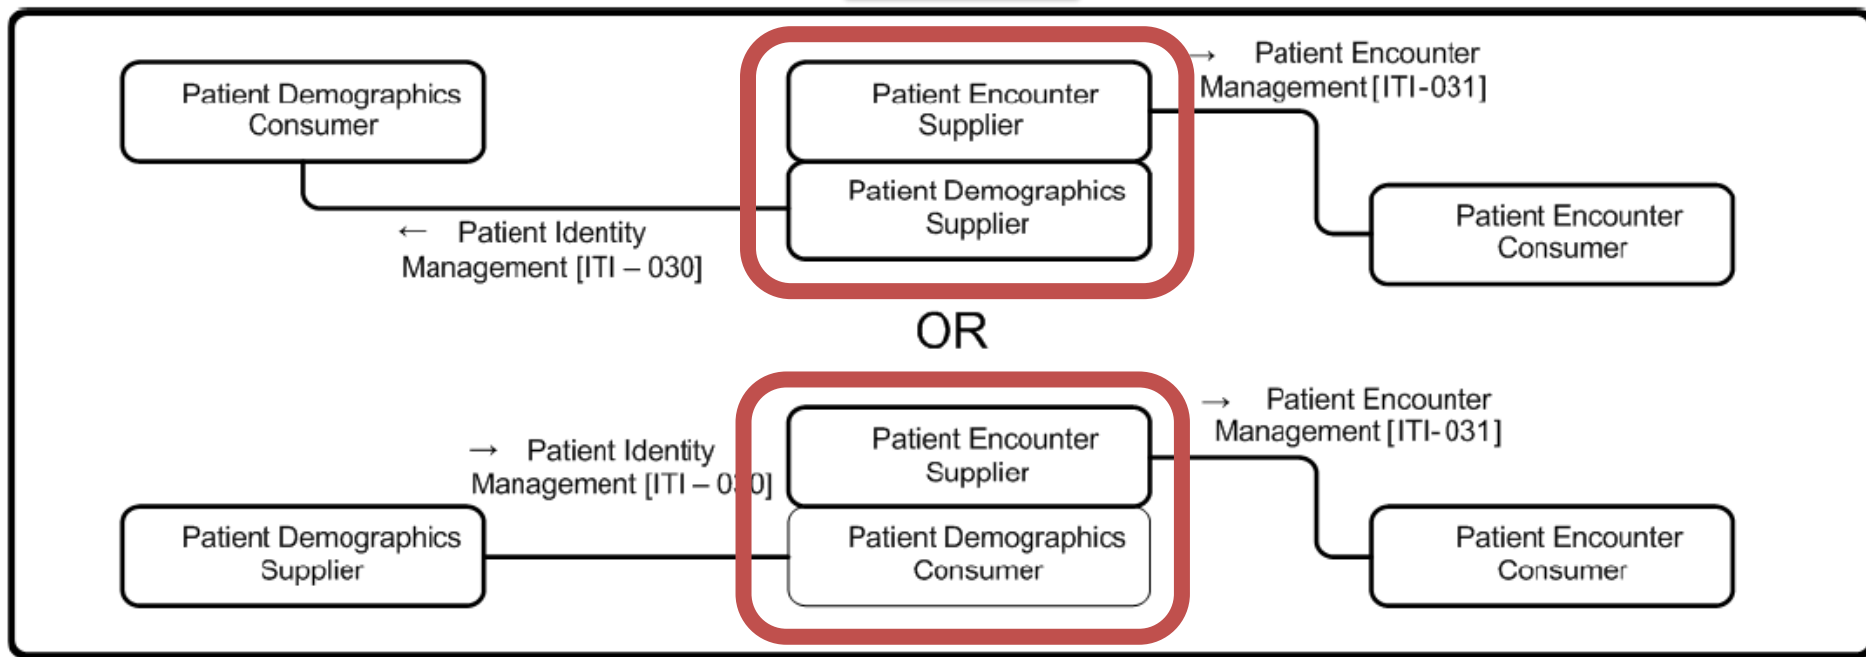 Patient Demographics
Consumer
Patient Encounter
Supplier
→ Patient Encounter
Management [ITI-031]
Patient Demographics
Supplier
Patient Encounter
Consumer
← Patient Identity
Management [ITI – 030]
OR
→ Patient Identity
Management [ITI – 030]
Patient Encounter
Supplier
→ Patient Encounter
Management [ITI-031]
Patient Demographics
Supplier
Patient Demographics
Consumer
Patient Encounter
Consumer